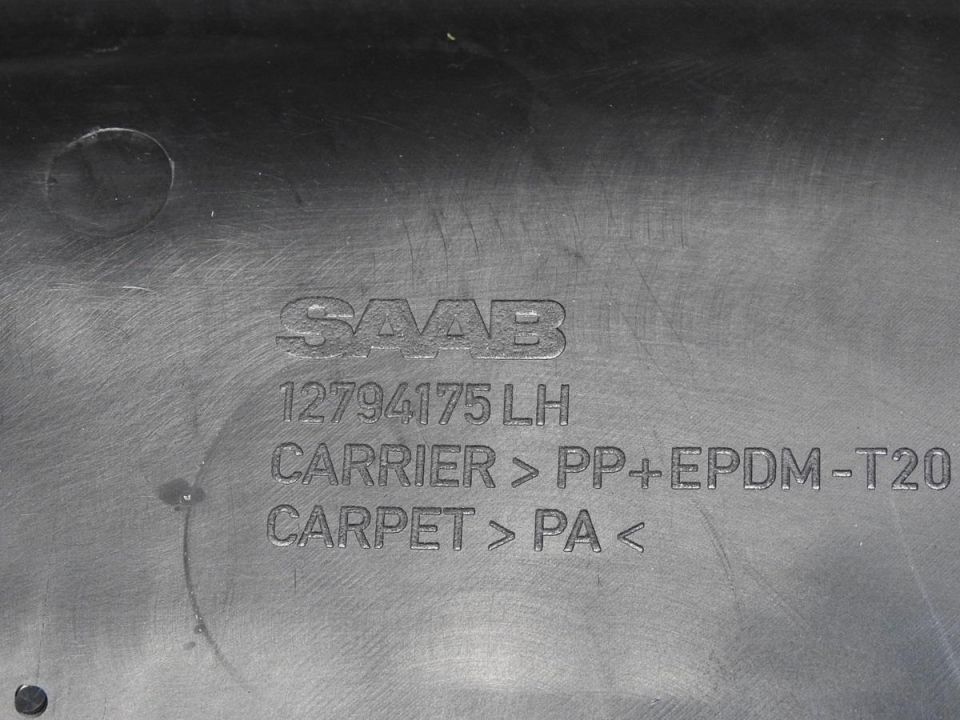 SAAB
12794175 LH
CARRIER > PP+EPDM-T20
CARPET > PA <